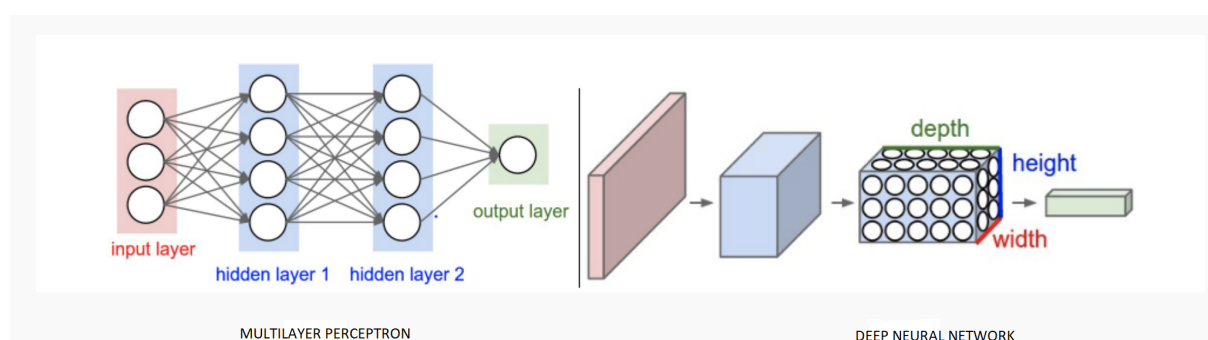 input layer
hidden layer 1
hidden layer 2
output layer
depth
height
width
MULTILAYER PERCEPTRON
DEEP NEURAL NETWORK